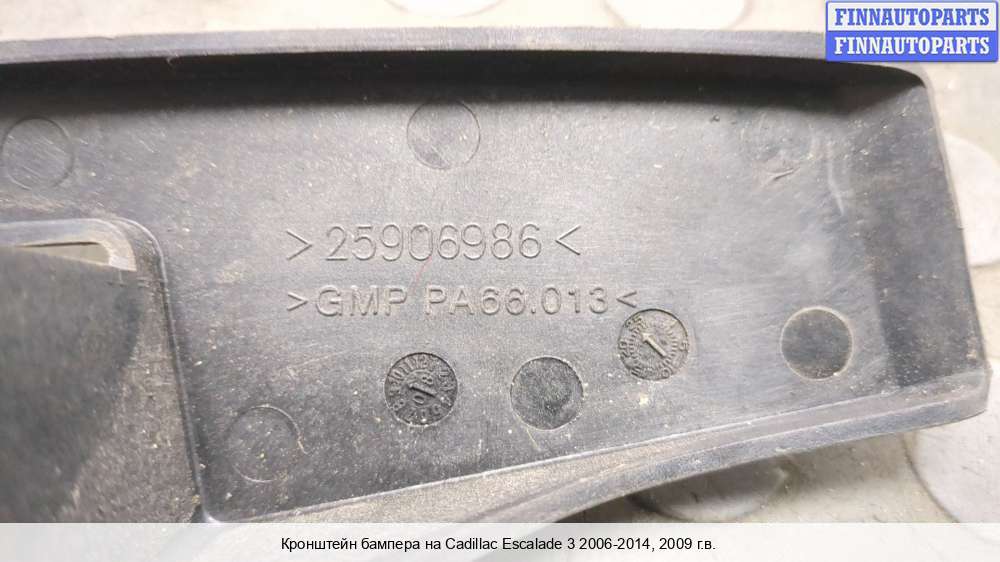 FINNAUTOPARTS
FINNAUTOPARTS
>25906986<
>GMP PA66.013<
Кронштейн бампера на Cadillac Escalade 3 2006-2014, 2009 г.в.